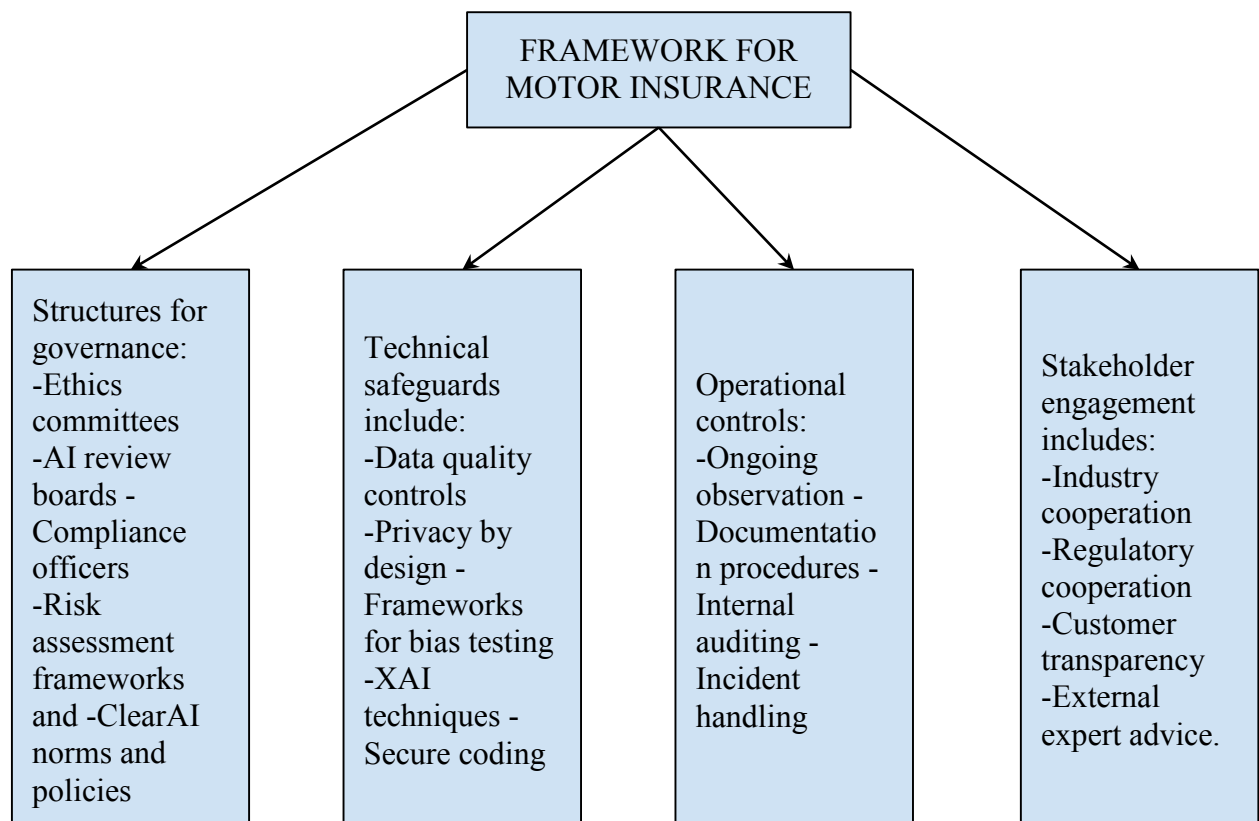 FRAMEWORK FOR
MOTOR INSURANCE
Structures for
governance:
-Ethics
committees
-AI review
boards -
Compliance
officers
-Risk
assessment
frameworks
and -ClearAI
norms and
policies
Technical
safeguards
include:
-Data quality
controls
-Privacy by
design -
Frameworks
for bias testing
-XAI
techniques -
Secure coding
Operational
controls:
-Ongoing
observation -
Documentatio
n procedures -
Internal
auditing -
Incident
handling
Stakeholder
engagement
includes:
-Industry
cooperation
-Regulatory
cooperation
-Customer
transparency
-External
expert advice.